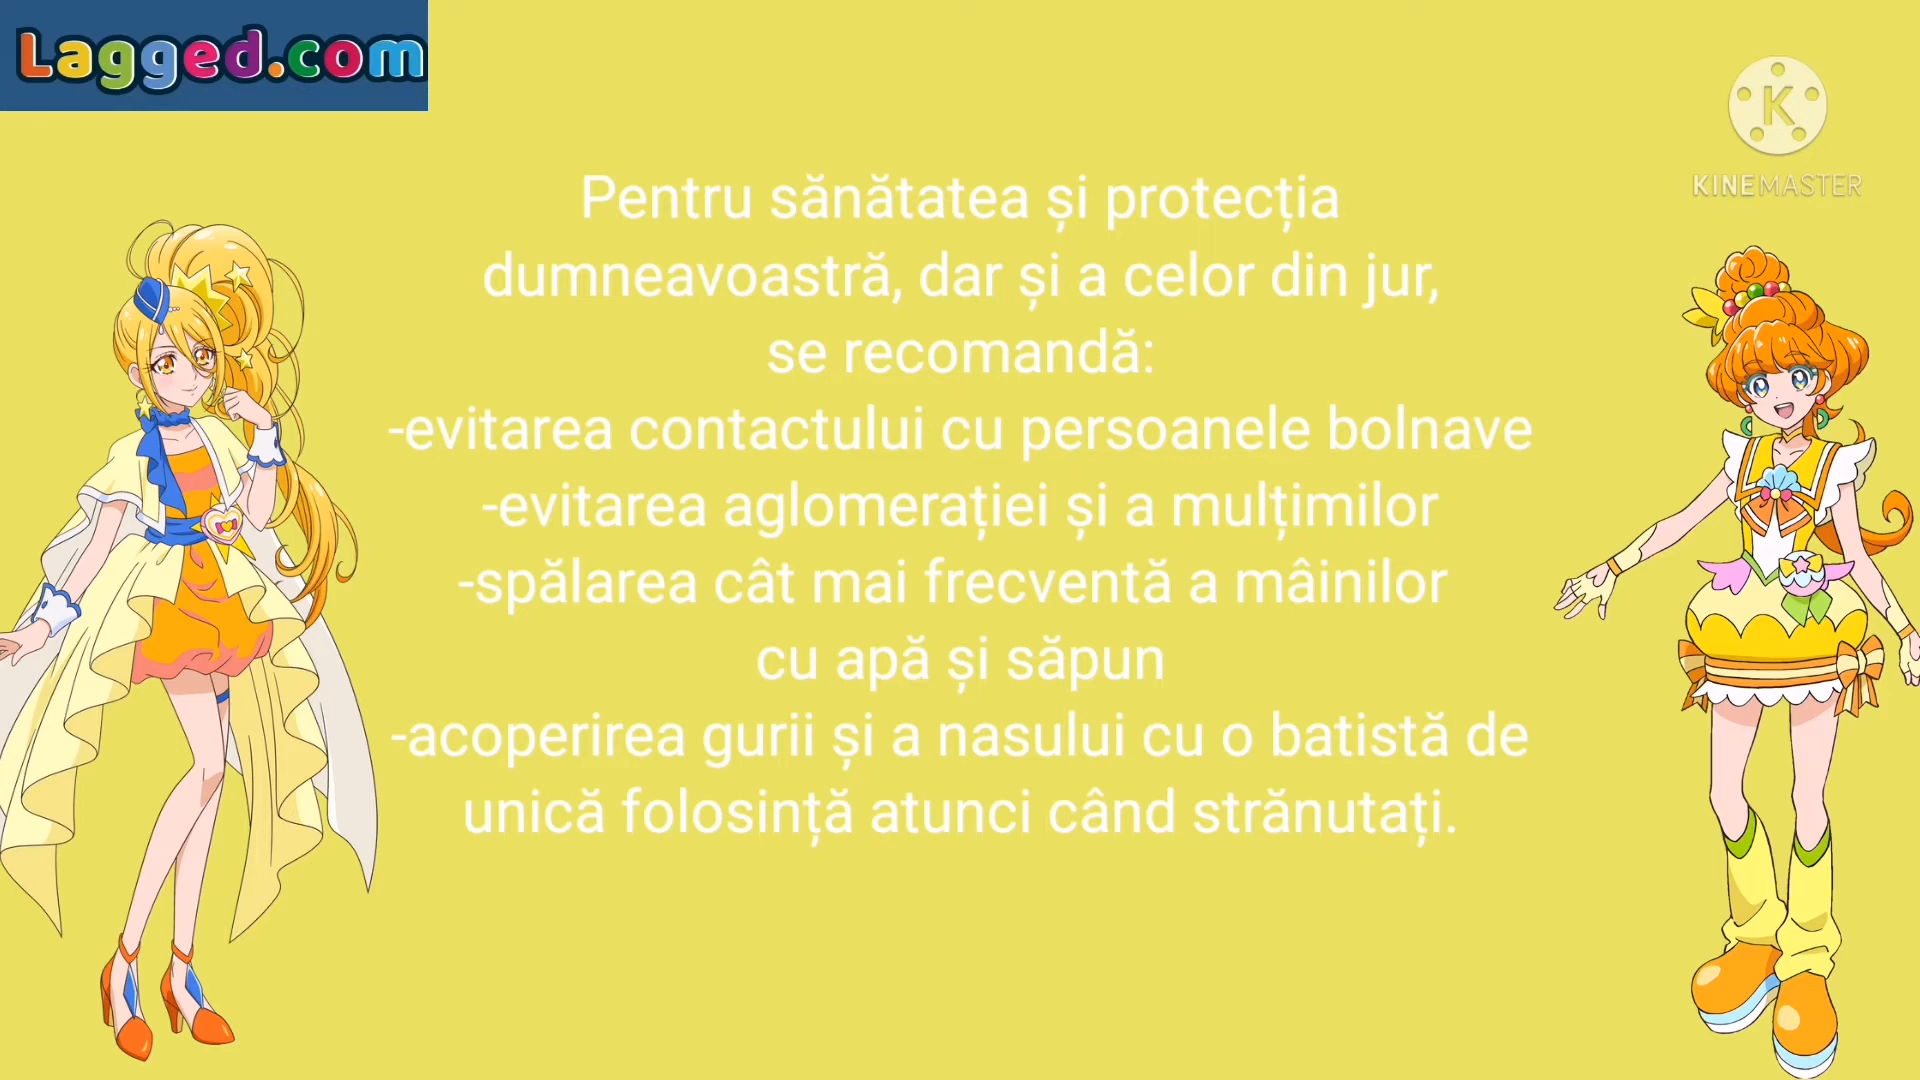 Lagged.com
K
KINEMASTER
Pentru sănătatea și protecția
dumneavoastră, dar și a celor din jur,
se recomandă:
-evitarea contactului cu persoanele bolnave
-evitarea aglomerației și a mulțimilor
-spălarea cât mai frecventă a mâinilor
cu apă și săpun
-acoperirea gurii și a nasului cu o batistă de
unică folosință atunci când strănutați.